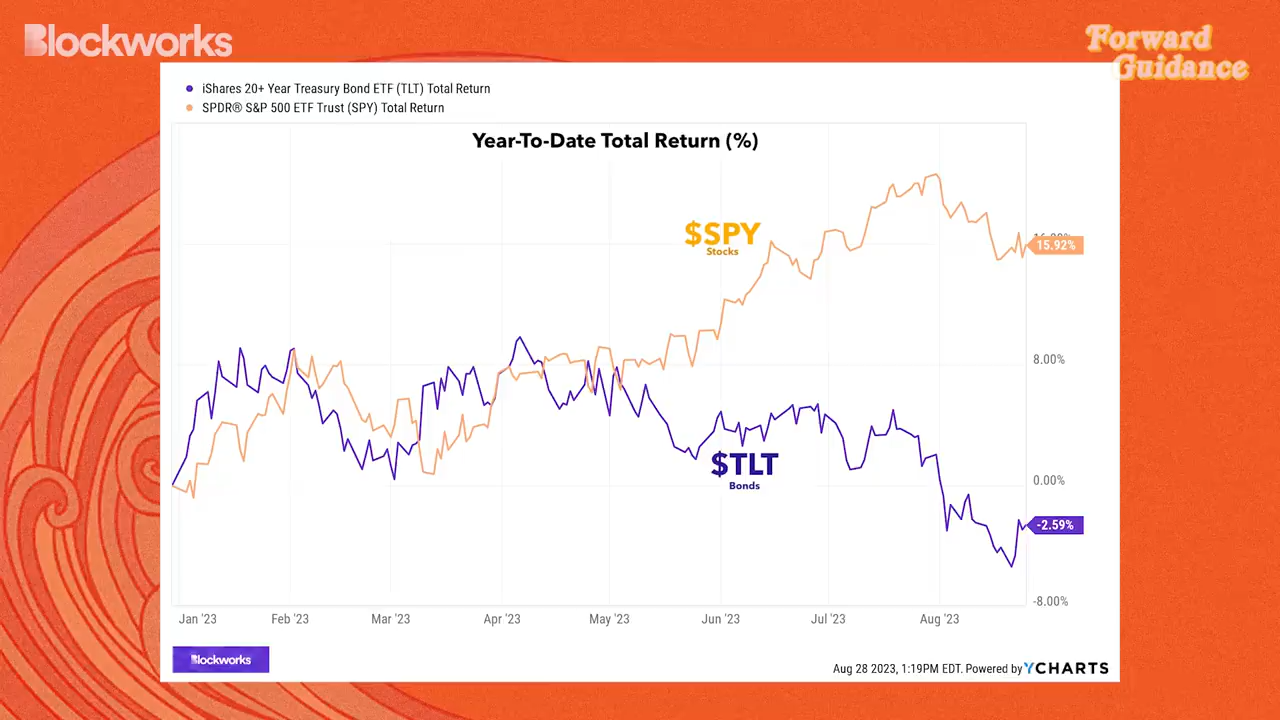 Blockworks
Forward
Guidance
iShares 20+ Year Treasury Bond ETF (TLT) Total Return
SPDR® S&P 500 ETF Trust (SPY) Total Return
Year-To-Date Total Return (%)
$SPY
Stocks
15.92%
8.00%
$TLT
Bonds
0.00%
-2.59%
-8.00%
Jan '23 Feb '23 Mar '23 Apr '23 May '23 Jun '23 Jul '23 Aug '23
Blockworks
Aug 28 2023, 1:19PM EDT. Powered by YCHARTS